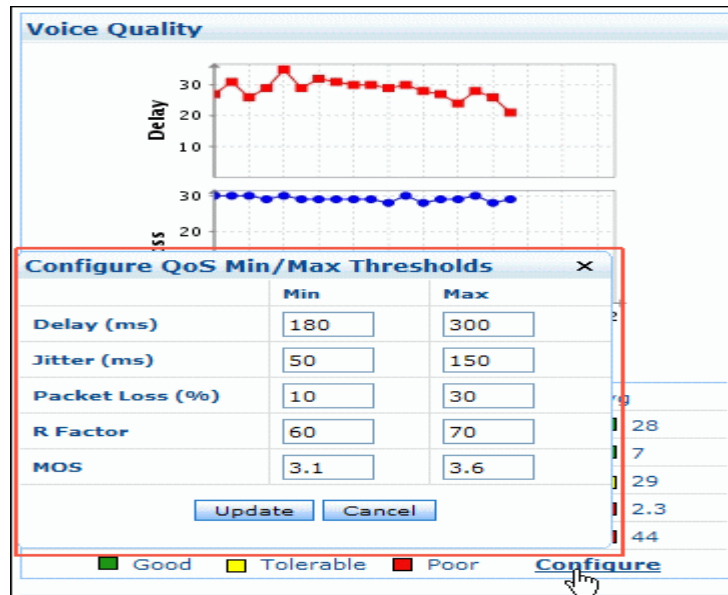 Voice Quality
30
20
10
Delay
30
20
ss
Configure QoS Min/Max Thresholds ×
Min Max
Delay (ms) 180 300
Jitter (ms) 50 150
Packet Loss (%) 10 30
R Factor 60 70
MOS 3.1 3.6
Update Cancel
28
7
29
2.3
44
Good Tolerable Poor Configure